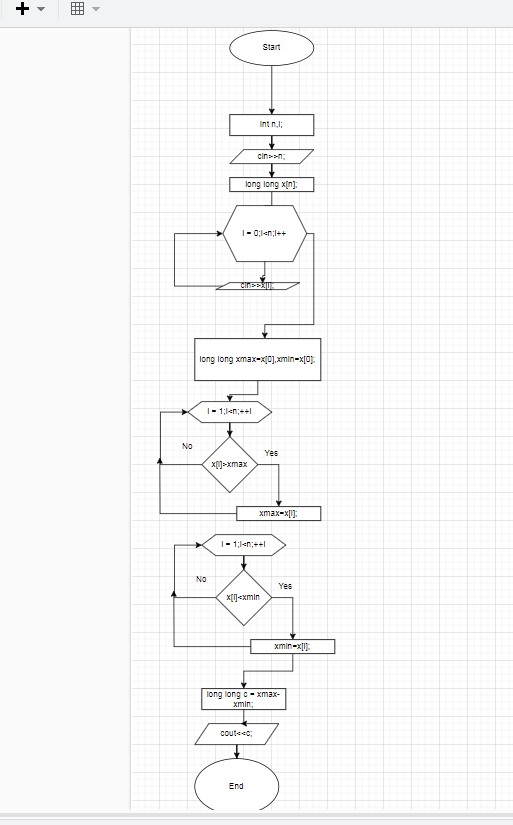 Start
int n,i;
cin>>n;
long long x[n];
i = 0;i<n;i++
cin>>x[i];
long long xmax=x[0],xmin=x[0];
i = 1;i<n;++i
No
Yes
x[i]>xmax
xmax=x[i];
i = 1;i<n;++i
No
Yes
x[i]<xmin
xmin=x[i];
long long c = xmax-
xmin;
cout<<c;
End